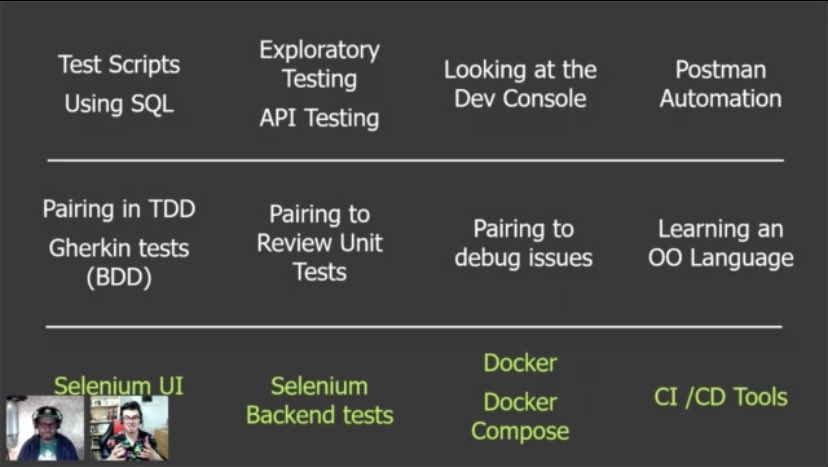 Test Scripts
Using SQL
Exploratory
Testing
API Testing
Looking at the
Dev Console
Postman
Automation
Pairing in TDD
Gherkin tests
(BDD)
Pairing to
Review Unit
Tests
Pairing to
debug issues
Learning an
OO Language
Selenium UI
Selenium
Backend tests
Docker
Docker
Compose
CI /CD Tools